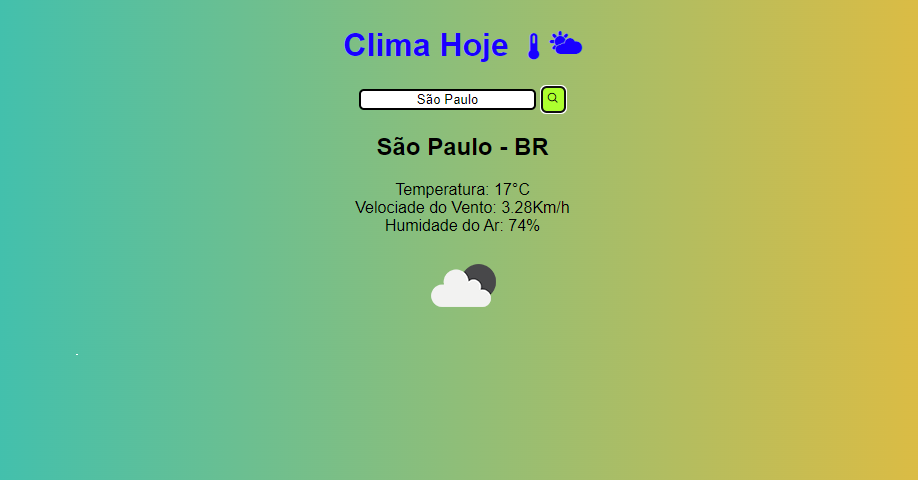 Clima Hoje
São Paulo
São Paulo - BR
Temperatura: 17°C
Velociade do Vento: 3.28Km/h
Humidade do Ar: 74%